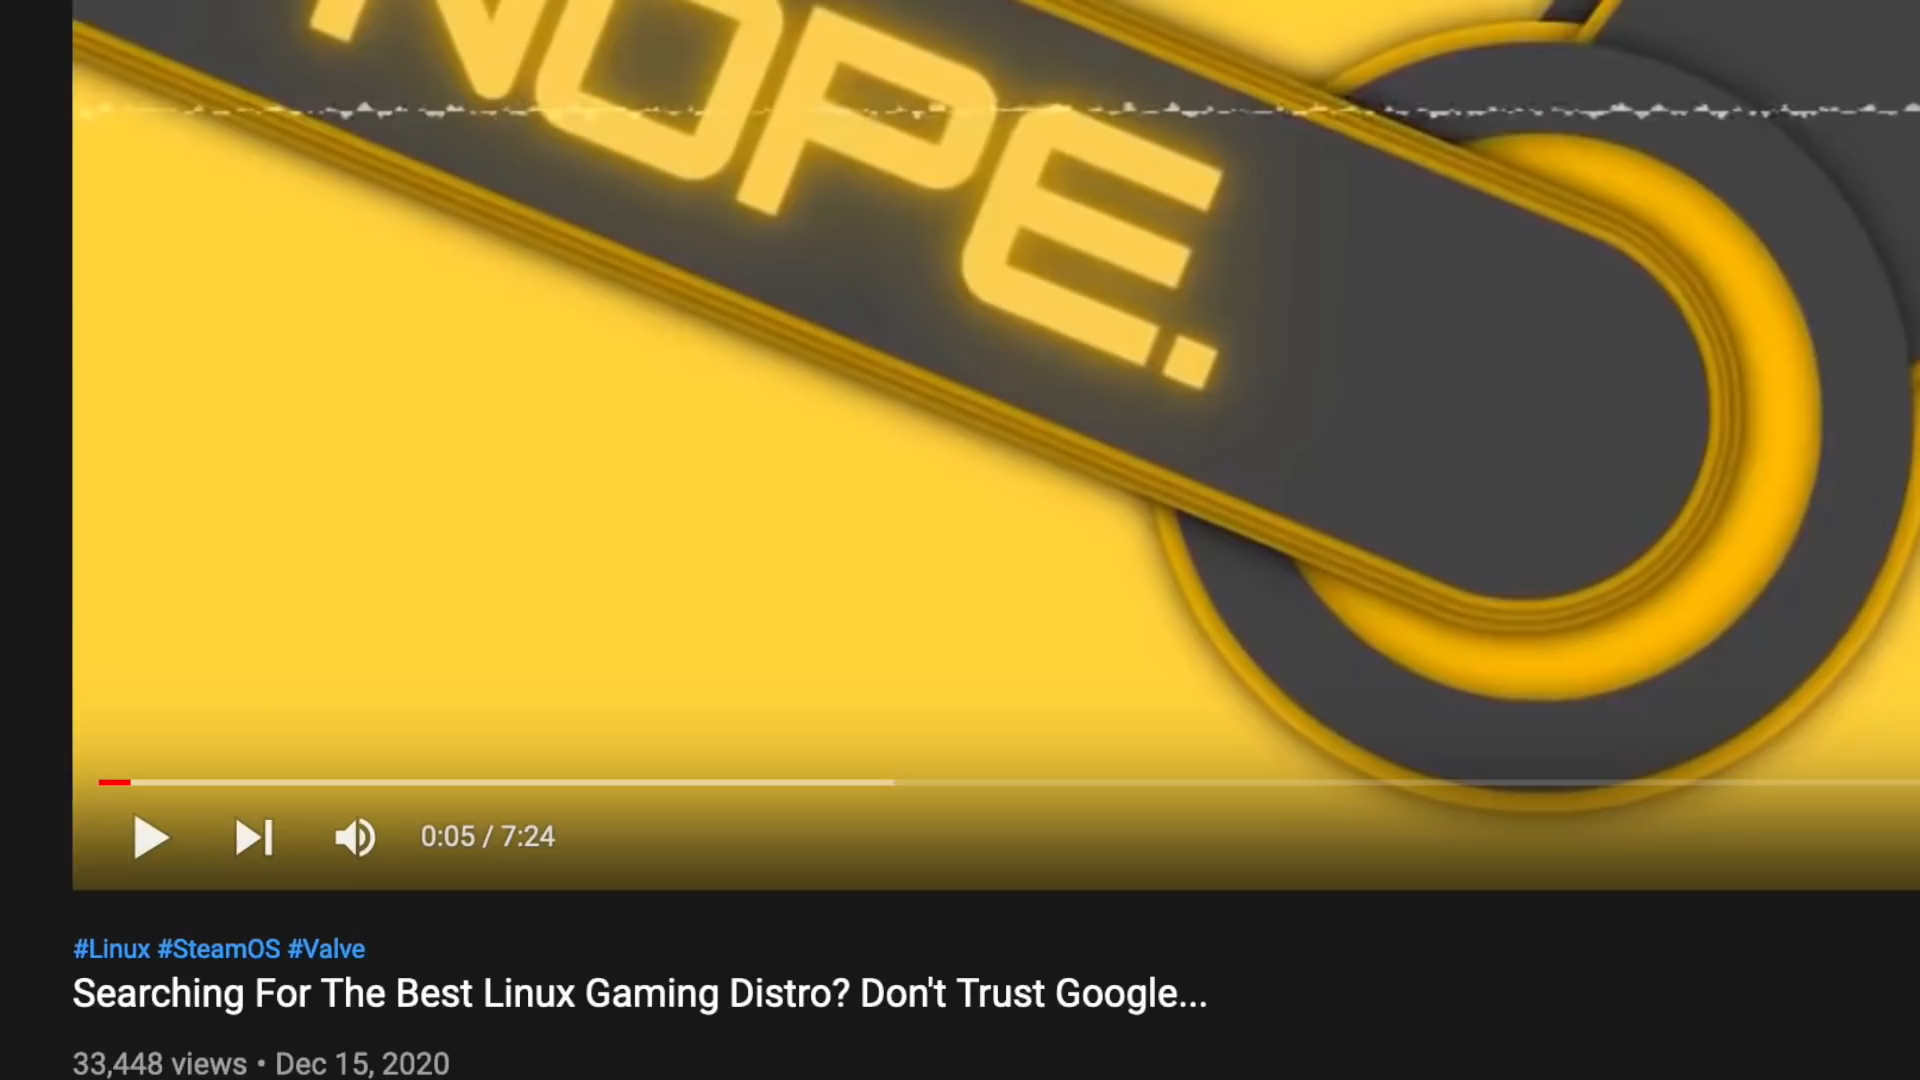 NOPE.
0:05 / 7:24
#Linux #SteamOS #Valve
Searching For The Best Linux Gaming Distro? Don't Trust Google...
33,448 views • Dec 15, 2020